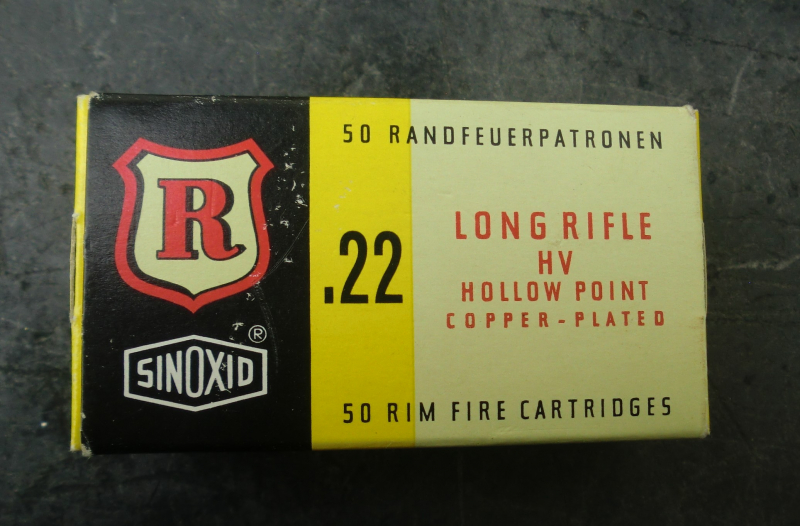 R
SINOXID
®
.22
50 RANDFEUERPATRONEN
LONG RIFLE
HV
HOLLOW POINT
COPPER-PLATED
50 RIM FIRE CARTRIDGES